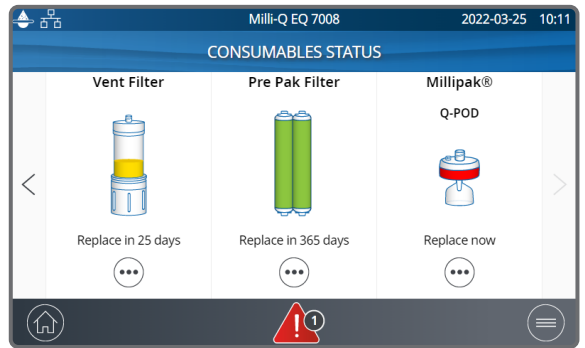 Milli-Q EQ 7008 2022-03-25 10:11
CONSUMABLES STATUS
Vent Filter Pre Pak Filter Millipak®
Q-POD
Replace in 25 days Replace in 365 days Replace now
1